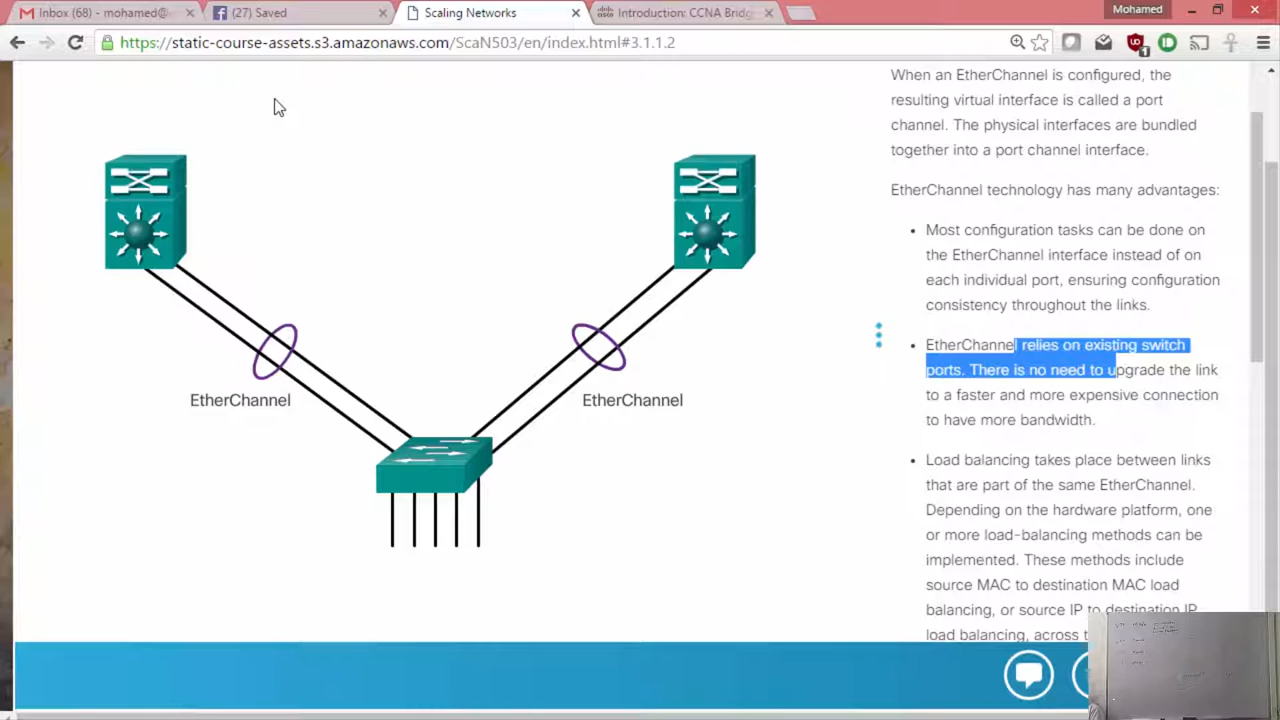 Inbox (68) - mohamed@
(27) Saved
Scaling Networks
Introduction: CCNA Bridg
Mohamed
https://static-course-assets.s3.amazonaws.com/ScaN503/en/index.html#3.1.1.2
When an EtherChannel is configured, the
resulting virtual interface is called a port
channel. The physical interfaces are bundled
together into a port channel interface.
EtherChannel technology has many advantages:
• Most configuration tasks can be done on
the EtherChannel interface instead of on
each individual port, ensuring configuration
consistency throughout the links.
• EtherChannel relies on existing switch
ports. There is no need to upgrade the link
to a faster and more expensive connection
to have more bandwidth.
• Load balancing takes place between links
that are part of the same EtherChannel.
Depending on the hardware platform, one
or more load-balancing methods can be
implemented. These methods include
source MAC to destination MAC load
balancing, or source IP to destination IP
load balancing, across
EtherChannel
EtherChannel